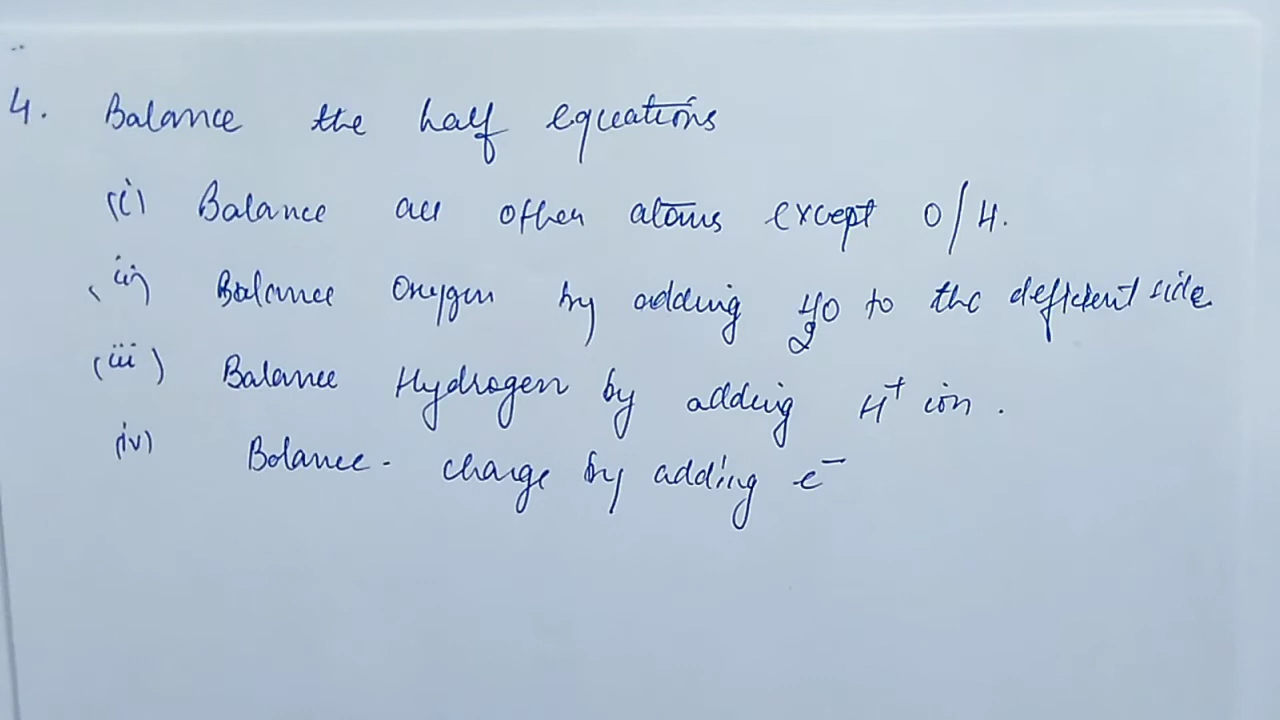 4. Balance the half equations
(i) Balance all other atoms except O/H.
(ii) Balance Oxygen by adding H₂O to the deficient side
(iii) Balance Hydrogen by adding H⁺ ion.
(iv) Balance. charge by adding e⁻